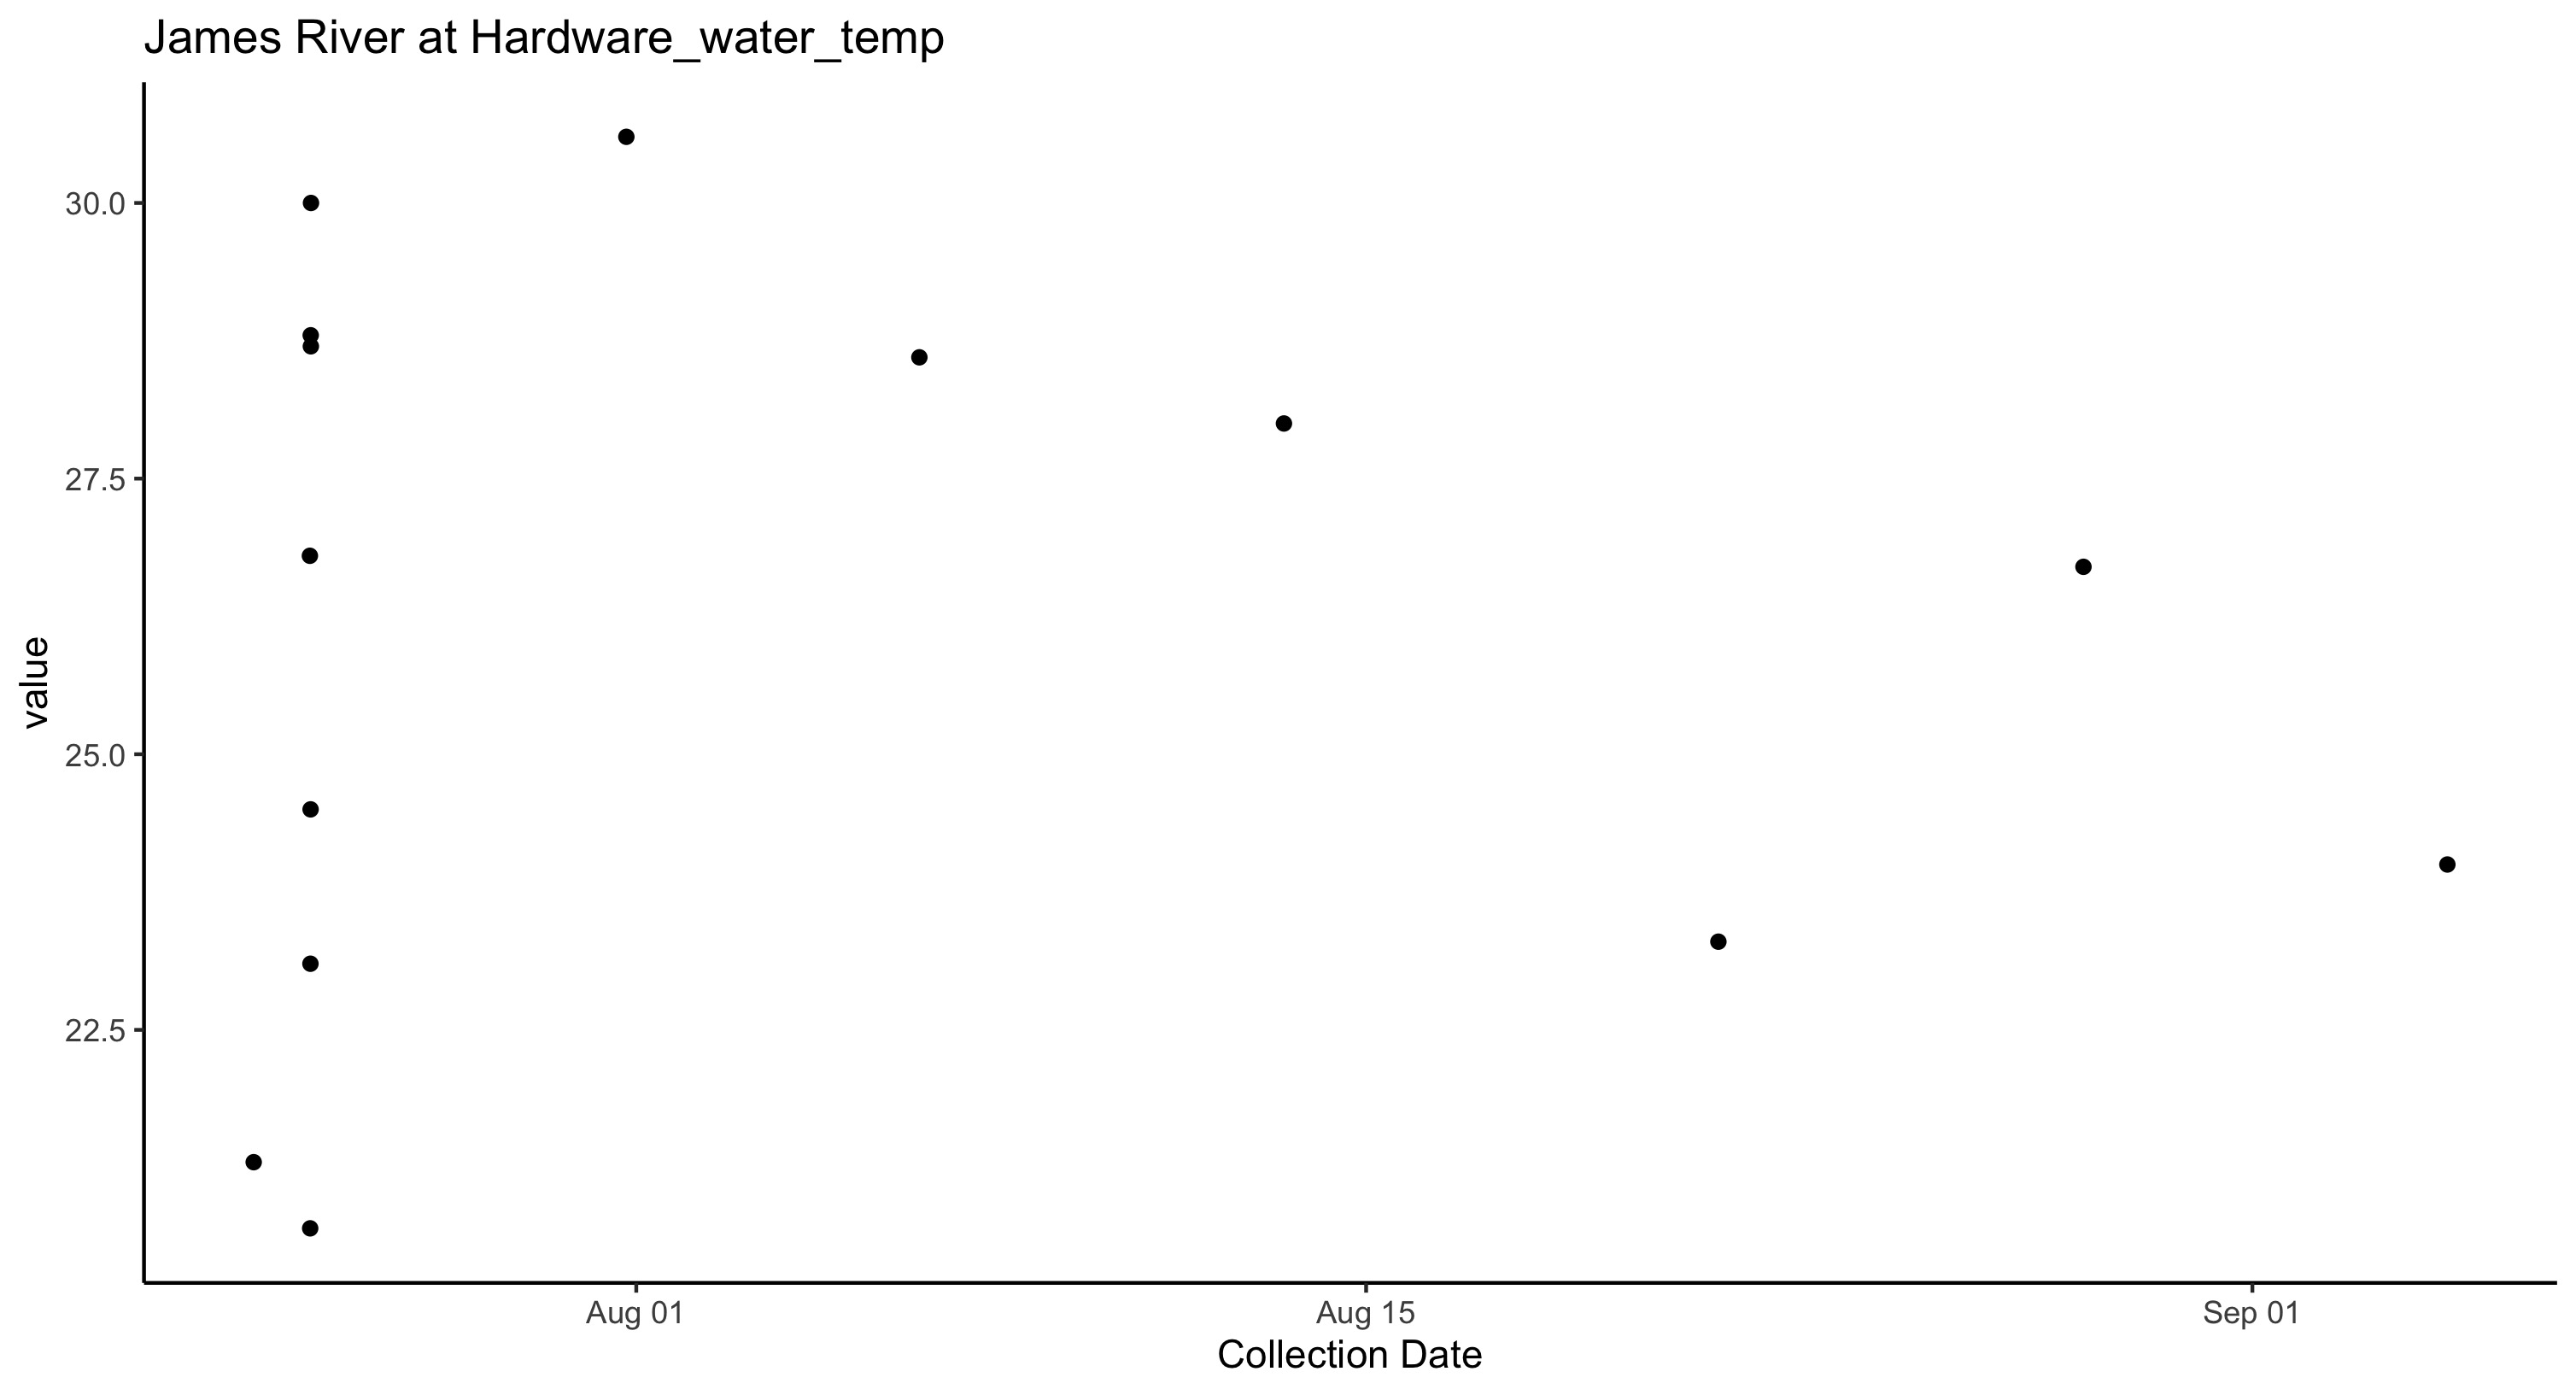 James River at Hardware_water_temp
30.0
27.5
25.0
22.5
value
Aug 01
Aug 15
Sep 01
Collection Date